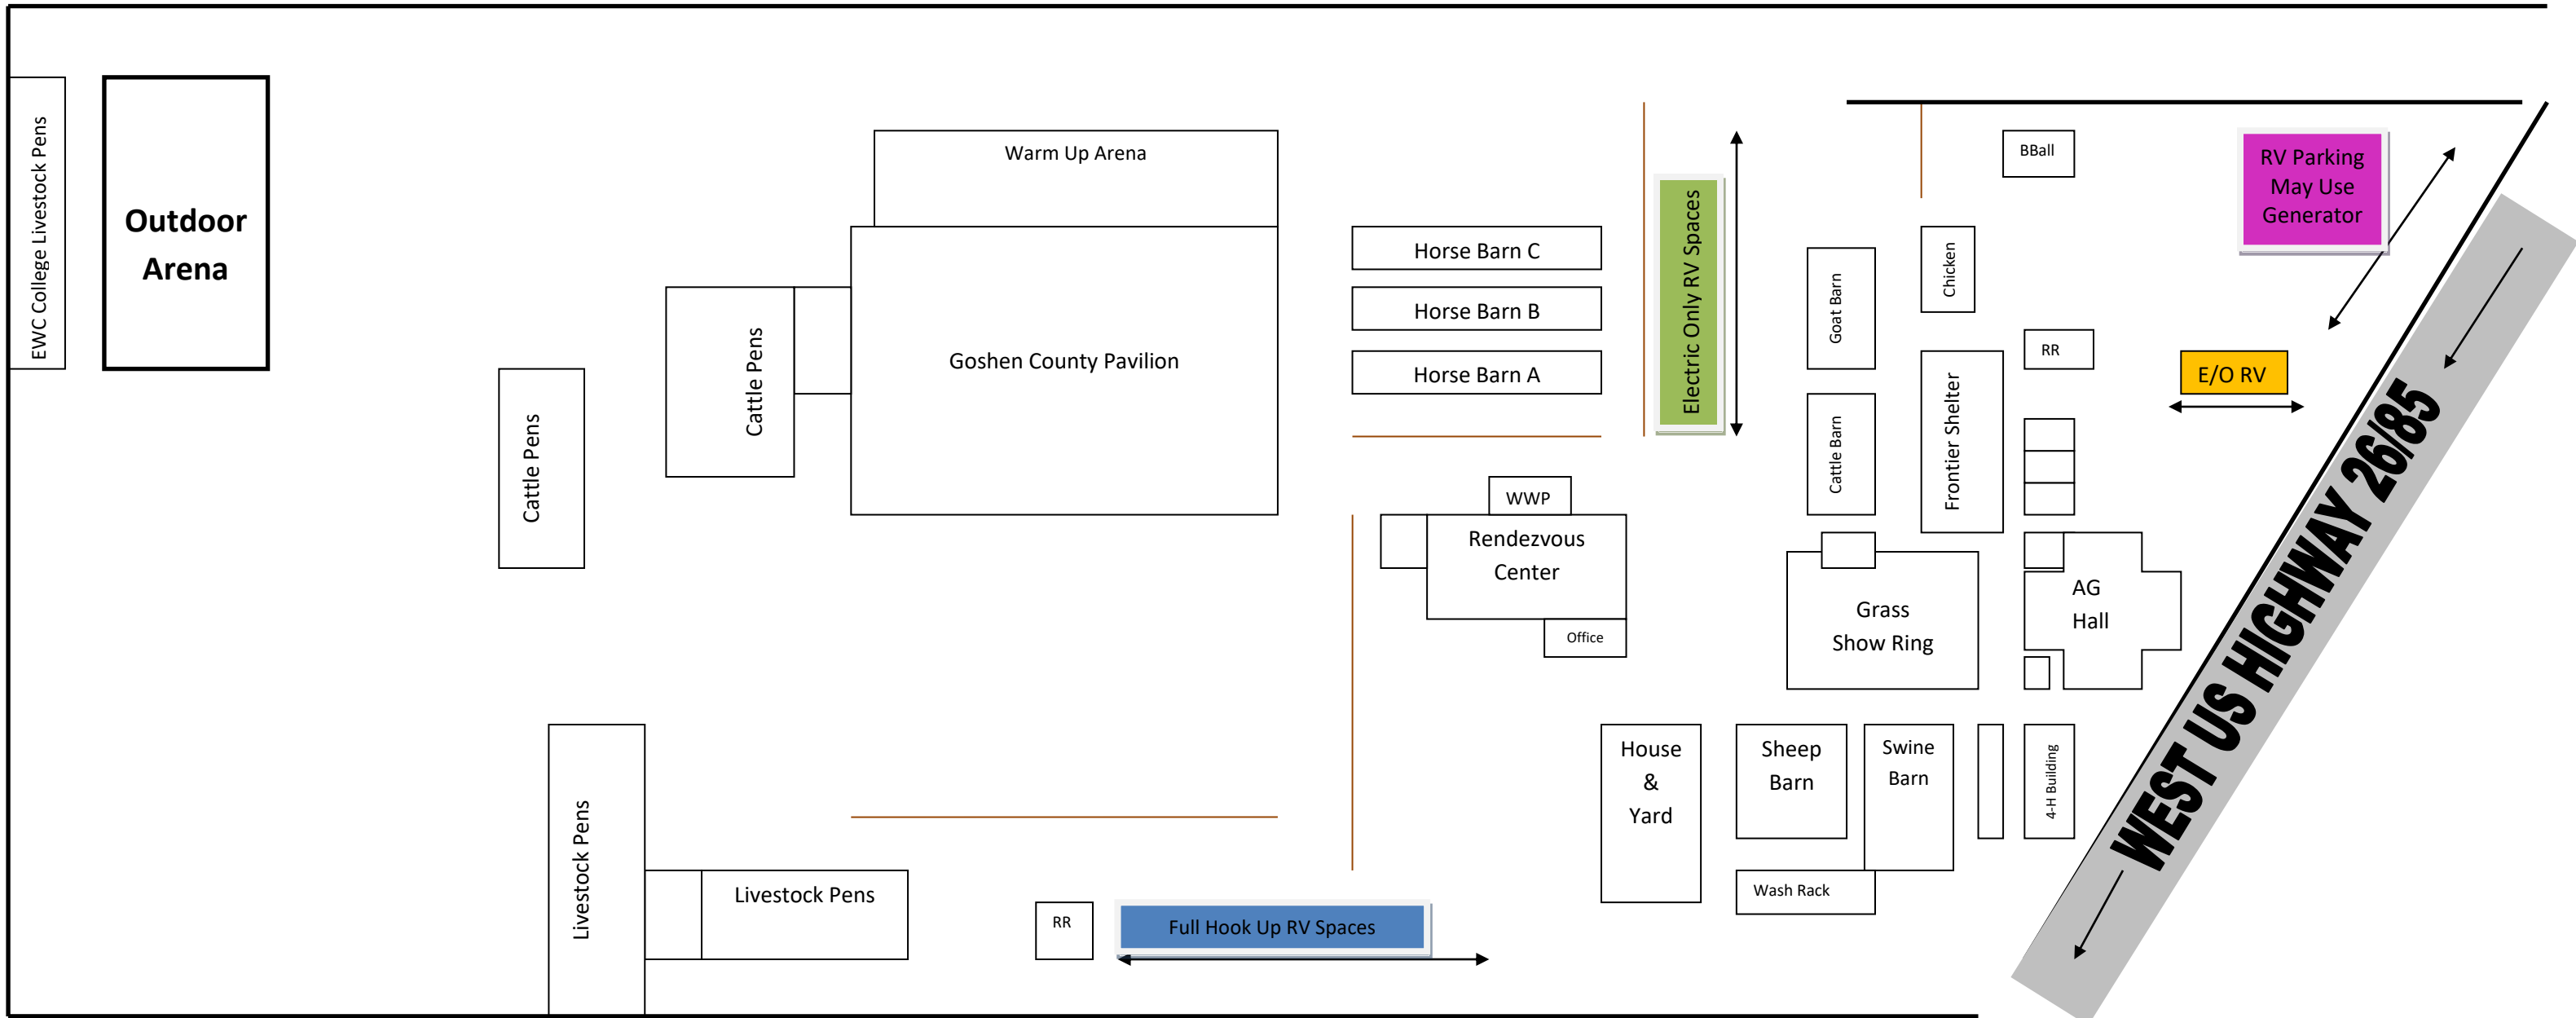 EWC College Livestock Pens
Outdoor
Arena
Cattle Pens
Cattle Pens
Warm Up Arena
Goshen County Pavilion
Horse Barn C
Horse Barn B
Horse Barn A
Electric Only RV Spaces
Goat Barn
Cattle Barn
Chicken
Frontier Shelter
BBall
RR
RV Parking
May Use
Generator
E/O RV
WEST US HIGHWAY 26/85
WWP
Rendezvous
Center
Office
Grass
Show Ring
AG
Hall
House
&
Yard
Sheep
Barn
Swine
Barn
4-H Building
Wash Rack
Livestock Pens
Livestock Pens
RR
Full Hook Up RV Spaces